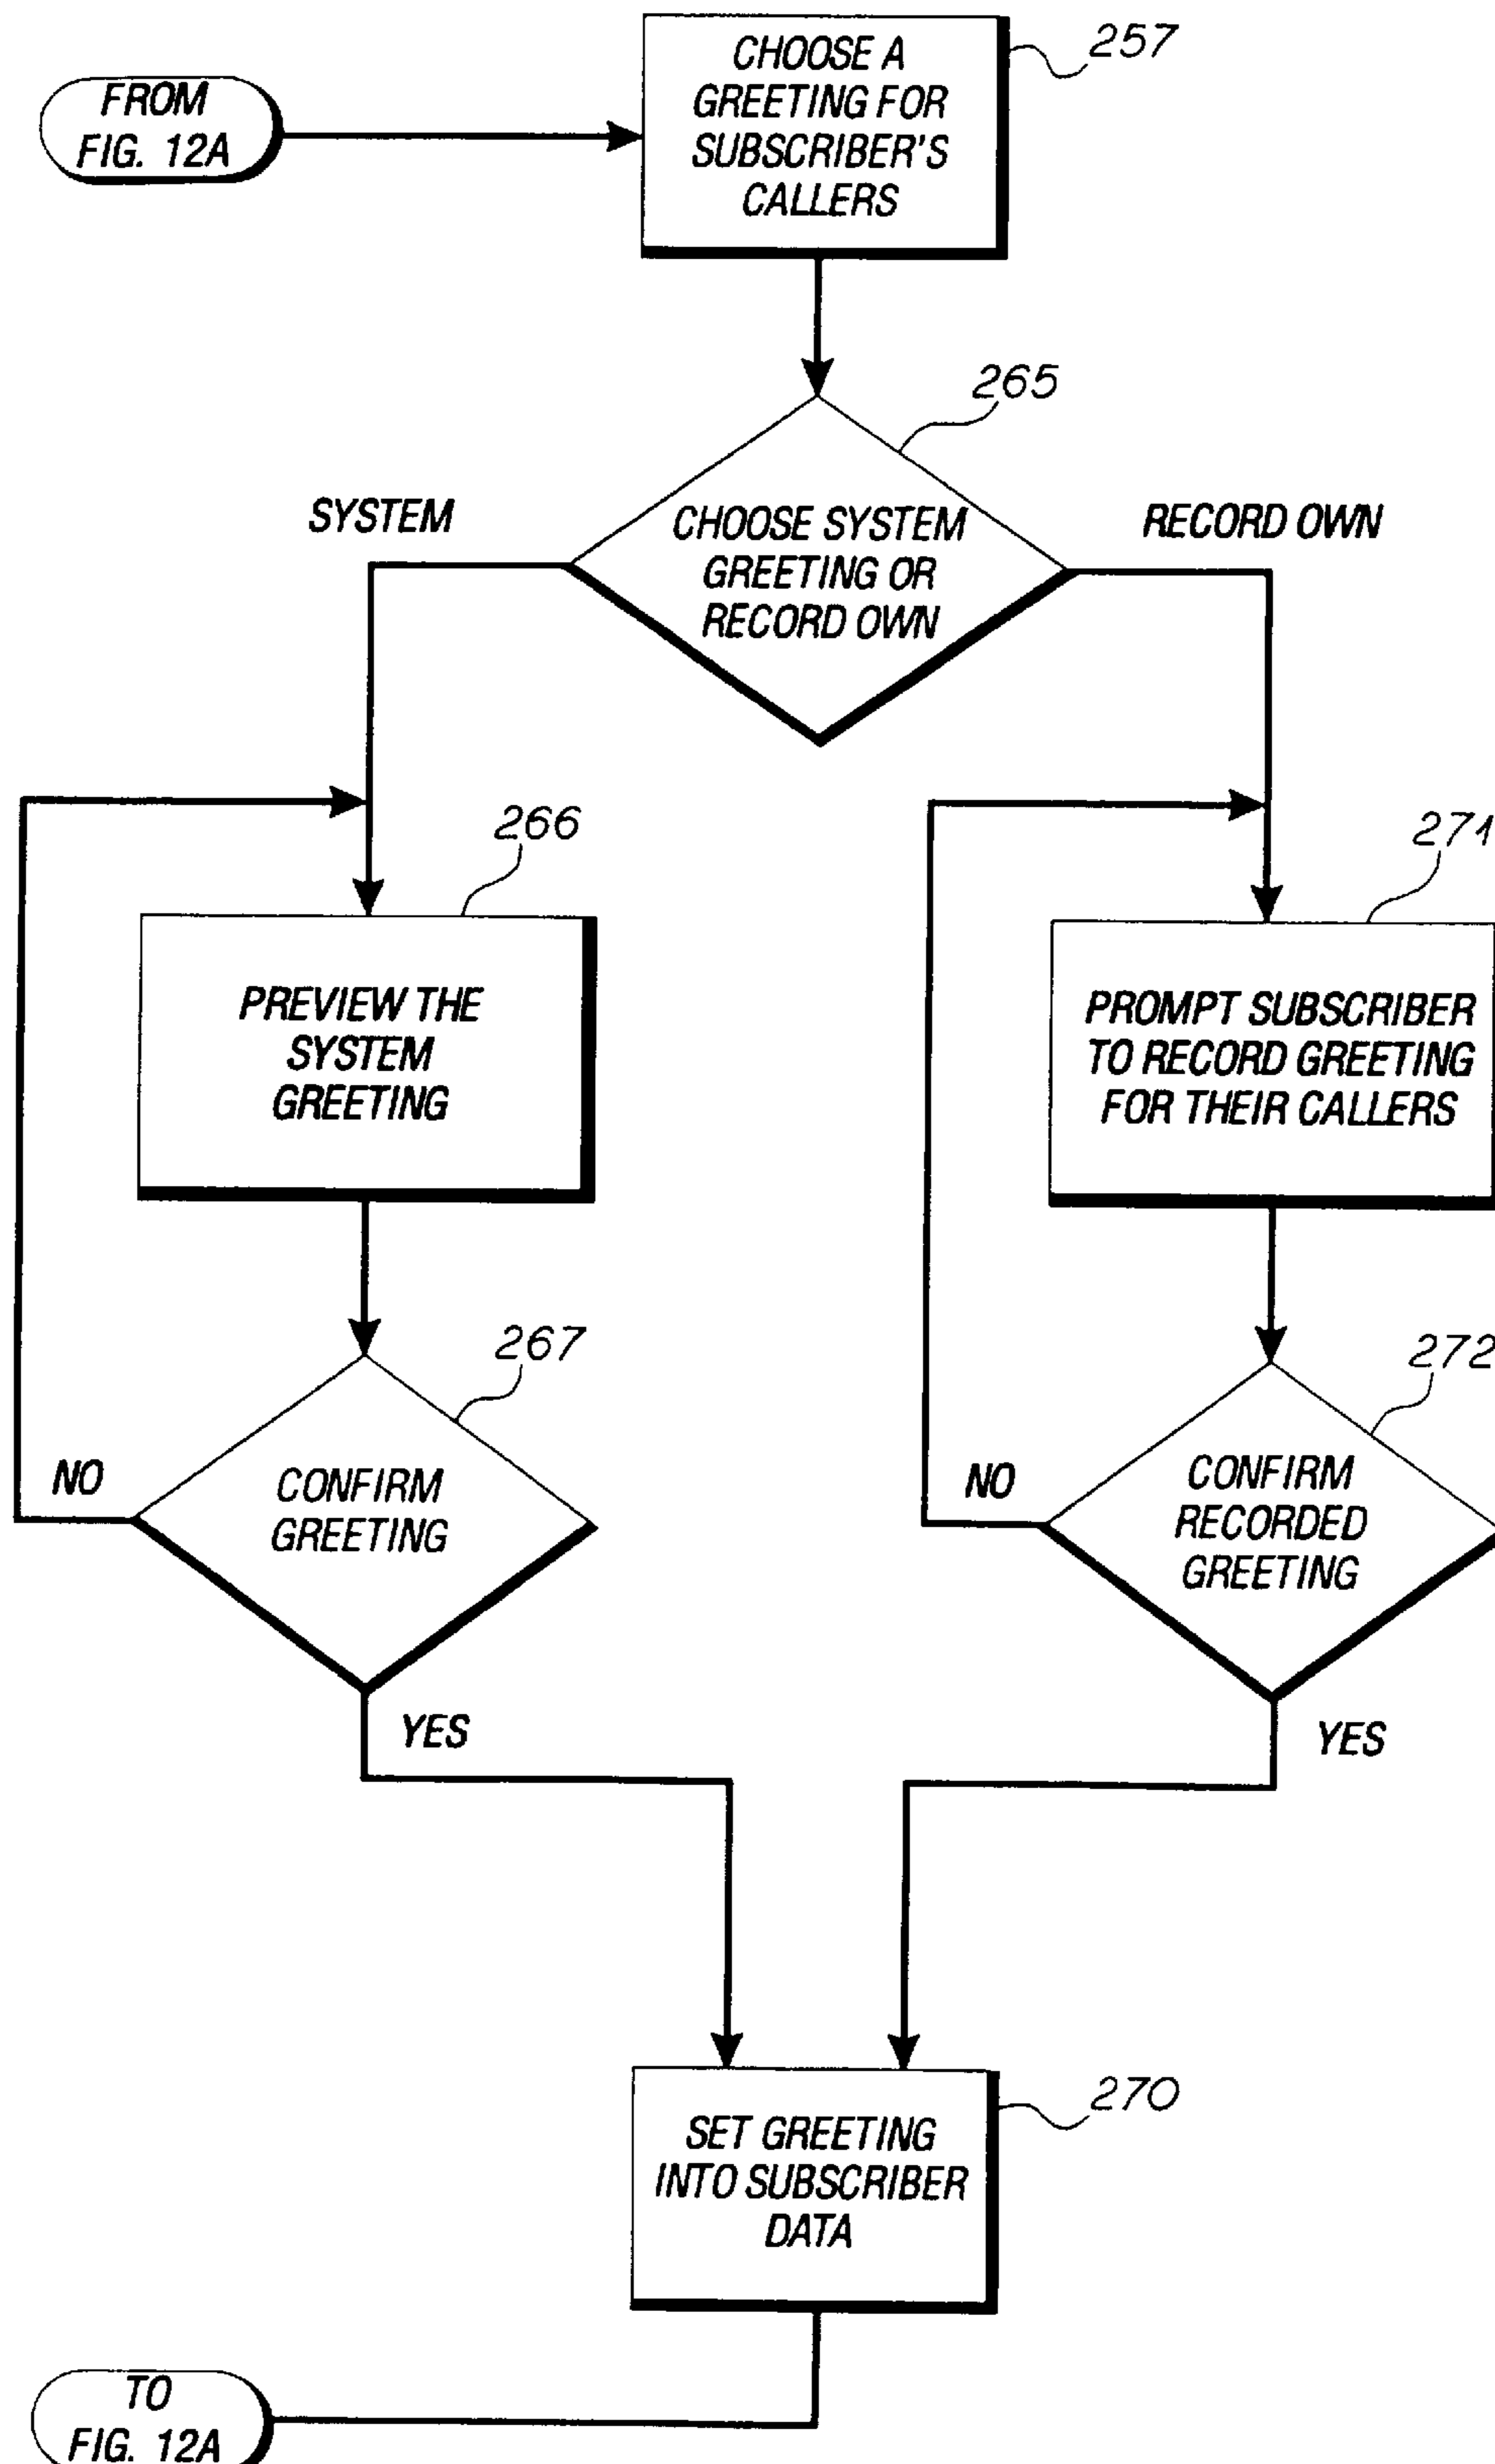 CHOOSE A
GREETING FOR
SUBSCRIBER'S
CALLERS
257
FROM
FIG. 12A
265
SYSTEM
CHOOSE SYSTEM
GREETING OR
RECORD OWN
RECORD OWN
266
271
PREVIEW THE
SYSTEM
GREETING
PROMPT SUBSCRIBER
TO RECORD GREETING
FOR THEIR CALLERS
267
272
NO
CONFIRM
GREETING
NO
CONFIRM
RECORDED
GREETING
YES
YES
270
SET GREETING
INTO SUBSCRIBER
DATA
TO
FIG. 12A